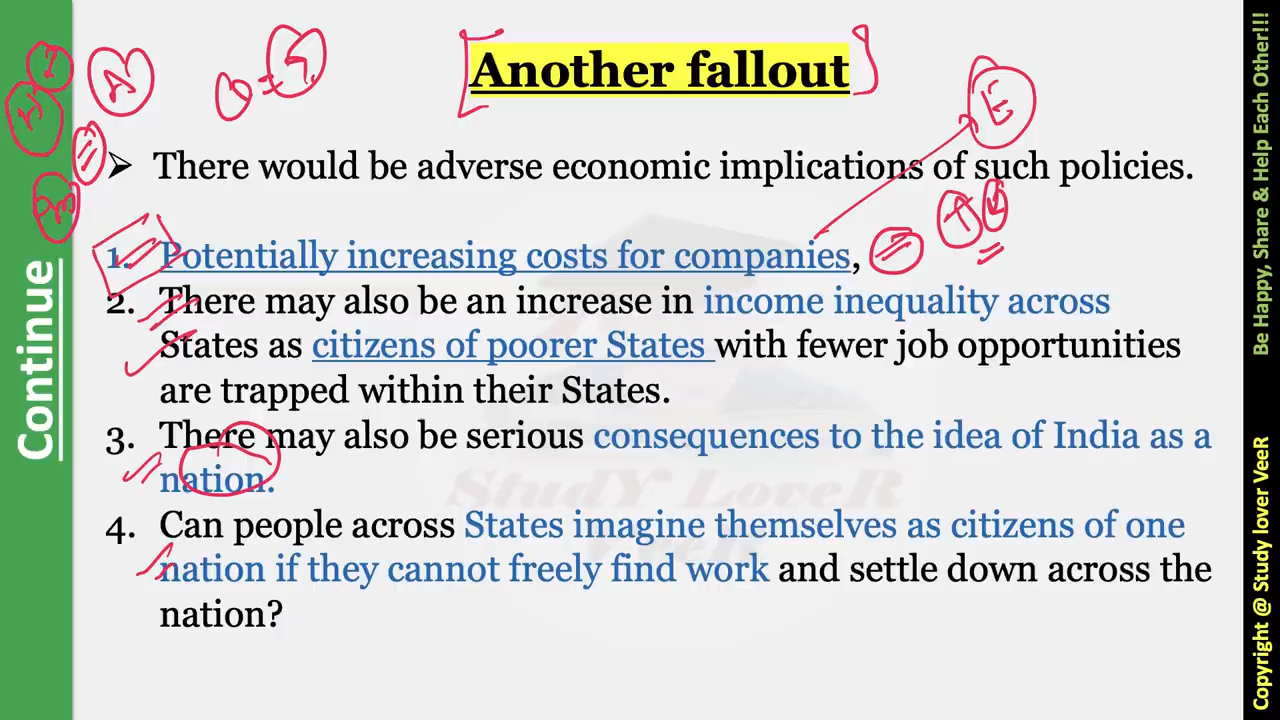 Another fallout
➢ There would be adverse economic implications of such policies.
1. Potentially increasing costs for companies,
2. There may also be an increase in income inequality across
States as citizens of poorer States with fewer job opportunities
are trapped within their States.
3. There may also be serious consequences to the idea of India as a
nation.
4. Can people across States imagine themselves as citizens of one
nation if they cannot freely find work and settle down across the
nation?
Continue
Be Happy, Share & Help Each Other!!!
Copyright @ Study lover VeeR
StudY LoveR
VeeR
A
E